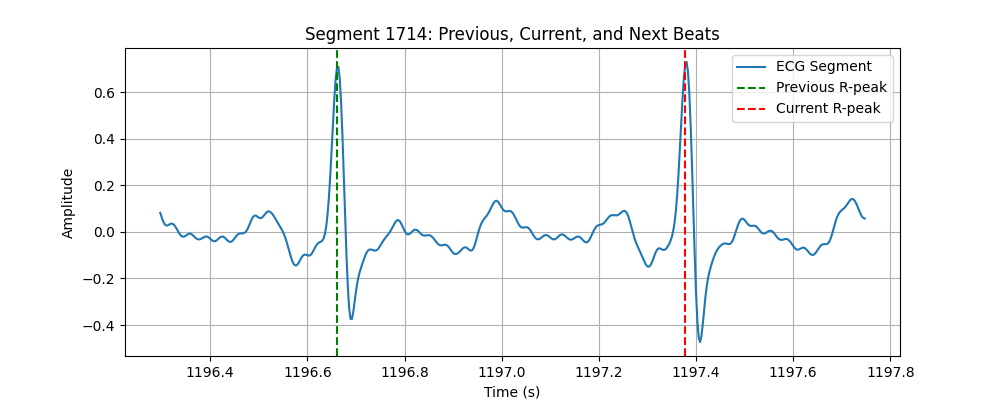 Segment 1714: Previous, Current, and Next Beats
ECG Segment
Previous R-peak
Current R-peak
Amplitude
0.6
0.4
0.2
0.0
−0.2
−0.4
1196.4 1196.6 1196.8 1197.0 1197.2 1197.4 1197.6 1197.8
Time (s)